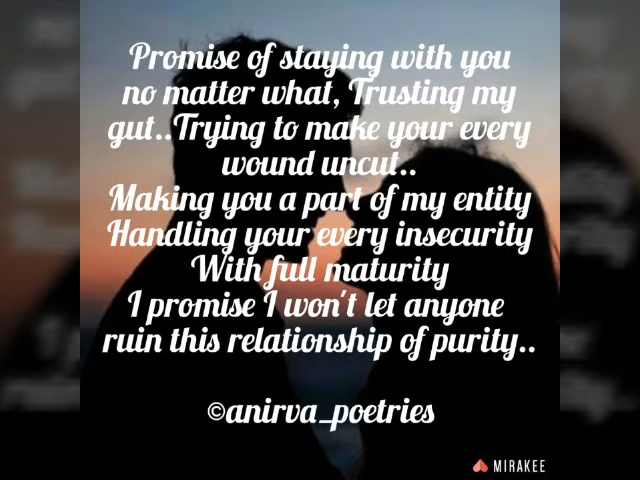 Promise of staying with you
no matter what, Trusting my
gut..Trying to make your every
wound uncut..
Making you a part of my entity
Handling your every insecurity
With full maturity
I promise I won't let anyone
ruin this relationship of purity..
©anirva_poetries
MIRAKEE